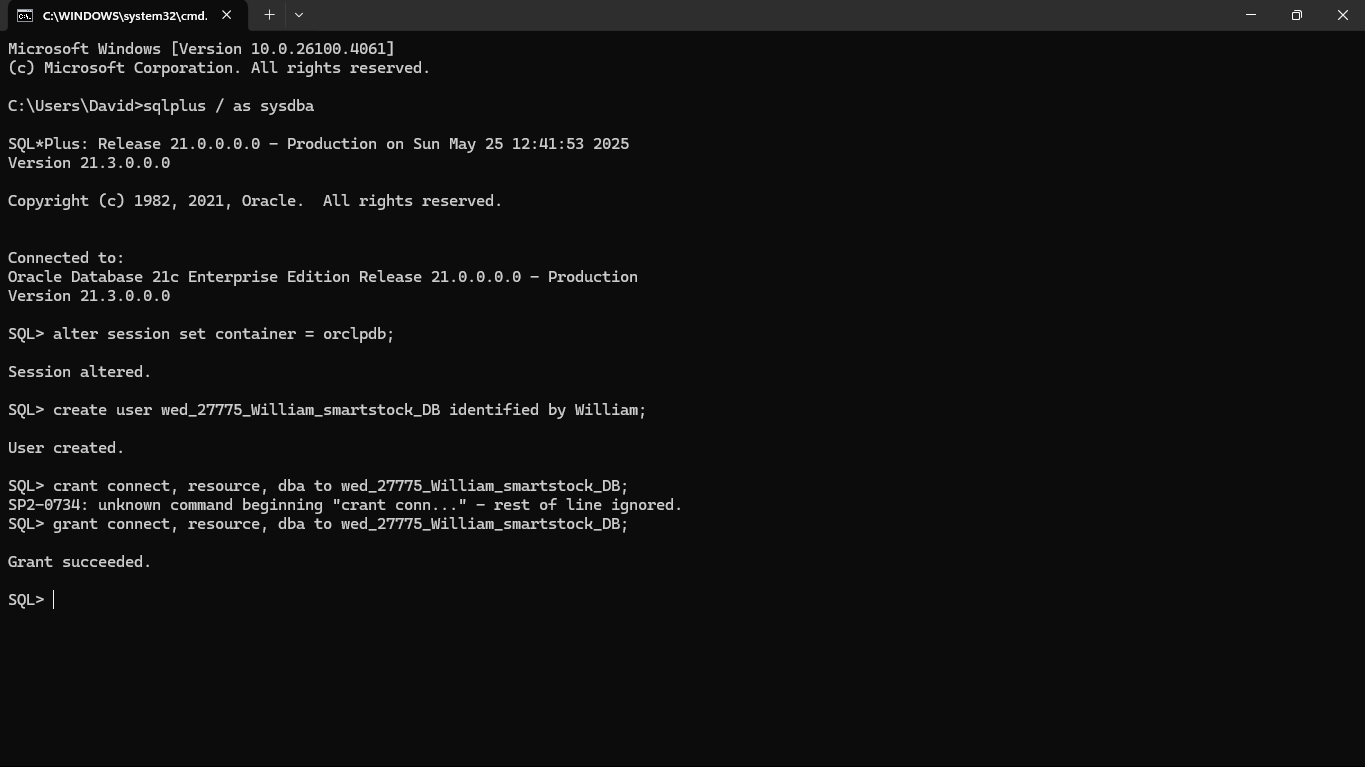 C:\WINDOWS\system32\cmd.
Microsoft Windows [Version 10.0.26100.4061]
(c) Microsoft Corporation. All rights reserved.
C:\Users\David>sqlplus / as sysdba
SQL*Plus: Release 21.0.0.0.0 - Production on Sun May 25 12:41:53 2025
Version 21.3.0.0.0
Copyright (c) 1982, 2021, Oracle.  All rights reserved.
Connected to:
Oracle Database 21c Enterprise Edition Release 21.0.0.0.0 - Production
Version 21.3.0.0.0
SQL> alter session set container = orclpdb;
Session altered.
SQL> create user wed_27775_William_smartstock_DB identified by William;
User created.
SQL> crant connect, resource, dba to wed_27775_William_smartstock_DB;
SP2-0734: unknown command beginning "crant conn..." - rest of line ignored.
SQL> grant connect, resource, dba to wed_27775_William_smartstock_DB;
Grant succeeded.
SQL>